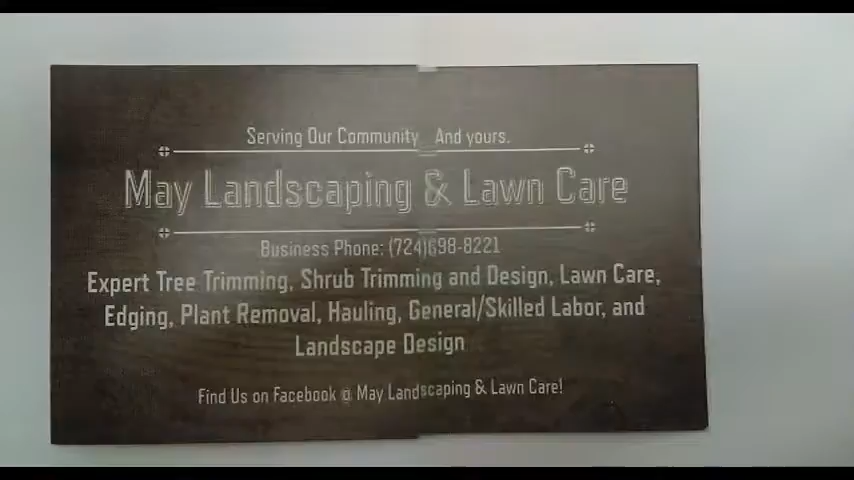 Serving Our Community And yours.
May Landscaping & Lawn Care
Business Phone: (724)698-8221
Expert Tree Trimming, Shrub Trimming and Design, Lawn Care,
Edging, Plant Removal, Hauling, General/Skilled Labor, and
Landscape Design
Find Us on Facebook @ May Landscaping & Lawn Care!